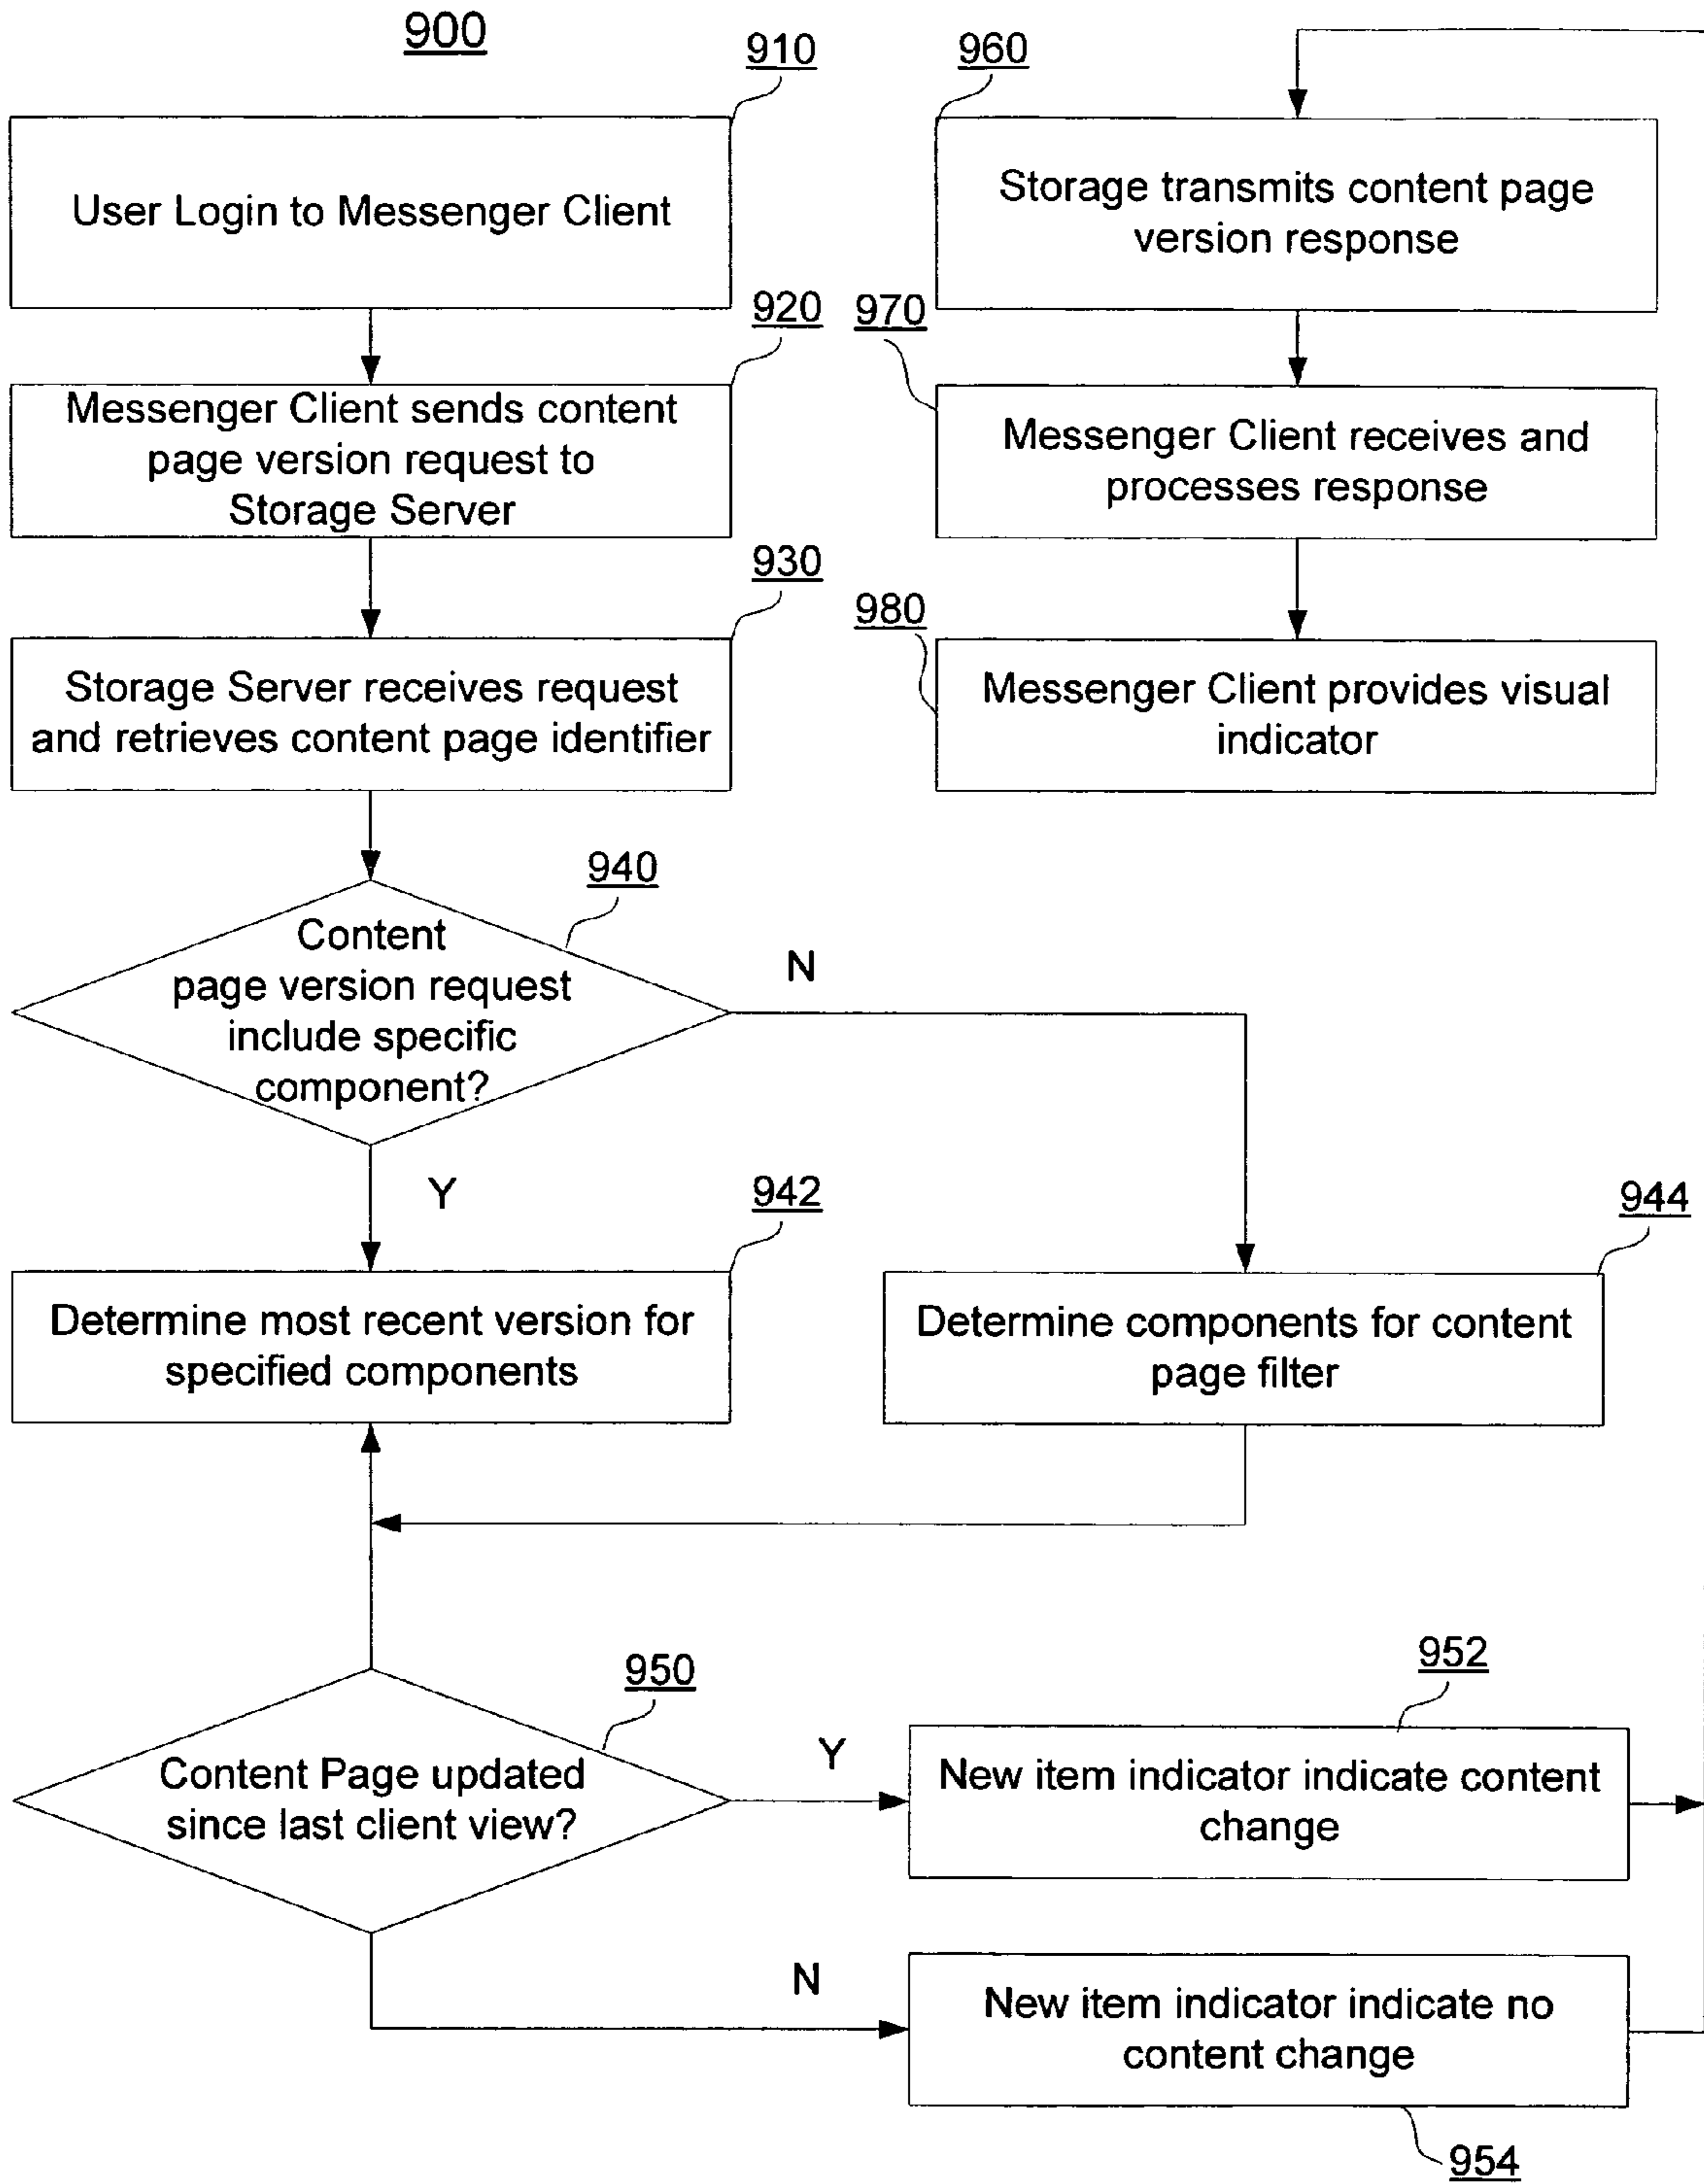 900
910
User Login to Messenger Client
920
Messenger Client sends content
page version request to
Storage Server
930
Storage Server receives request
and retrieves content page identifier
940
Content
page version request
include specific
component?
N
Y
942
Determine most recent version for
specified components
944
Determine components for content
page filter
950
Content Page updated
since last client view?
Y
952
New item indicator indicate content
change
N
New item indicator indicate no
content change
954
960
Storage transmits content page
version response
970
Messenger Client receives and
processes response
980
Messenger Client provides visual
indicator